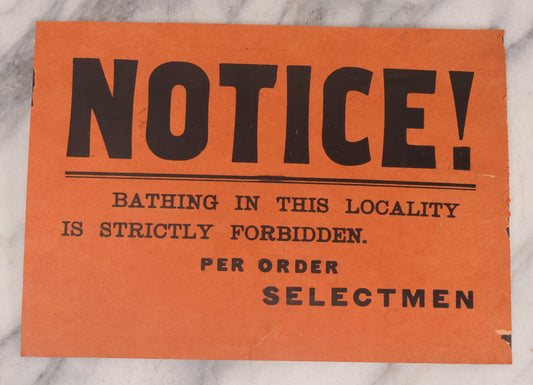 NOTICE!
BATHING IN THIS LOCALITY
IS STRICTLY FORBIDDEN.
PER ORDER
SELECTMEN